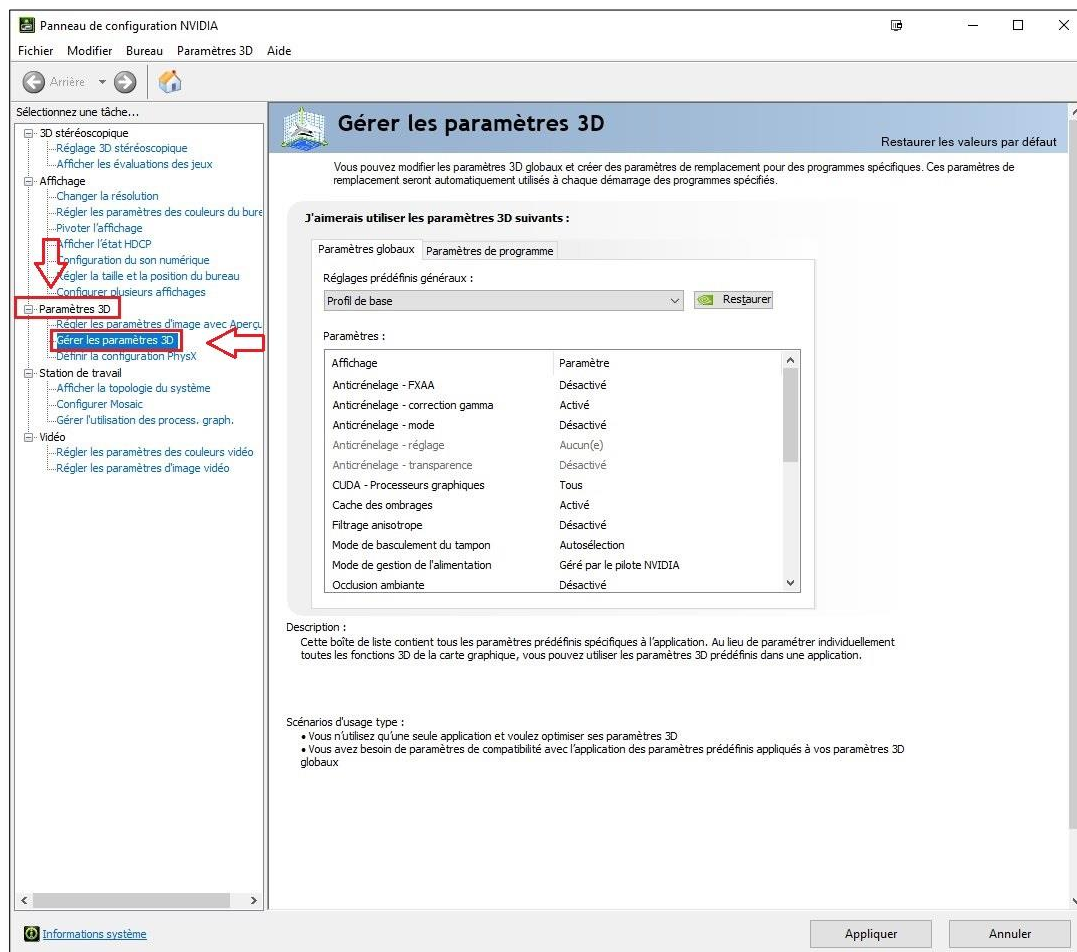 Panneau de configuration NVIDIA
Fichier Modifier Bureau Paramètres 3D Aide
Arrière
Sélectionnez une tâche...
3D stéréoscopique
Réglage 3D stéréoscopique
Afficher les évaluations des jeux
Affichage
Changer la résolution
Régler les paramètres des couleurs du bure
Pivoter l'affichage
Afficher l'état HDCP
Configuration du son numérique
Régler la taille et la position du bureau
Configurer plusieurs affichages
Paramètres 3D
Régler les paramètres d'image avec Aperçu
Gérer les paramètres 3D
Définir la configuration PhysX
Station de travail
Afficher la topologie du système
Configurer Mosaic
Gérer l'utilisation des process. graph.
Vidéo
Régler les paramètres des couleurs vidéo
Régler les paramètres d'image vidéo
Informations système
Gérer les paramètres 3D
Restaurer les valeurs par défaut
Vous pouvez modifier les paramètres 3D globaux et créer des paramètres de remplacement pour des programmes spécifiques. Ces paramètres de
remplacement seront automatiquement utilisés à chaque démarrage des programmes spécifiés.
J'aimerais utiliser les paramètres 3D suivants :
Paramètres globaux Paramètres de programme
Réglages prédéfinis généraux :
Profil de base Restaurer
Paramètres :
Affichage Paramètre
Anticrénelage - FXAA Désactivé
Anticrénelage - correction gamma Activé
Anticrénelage - mode Désactivé
Anticrénelage - réglage Aucun(e)
Anticrénelage - transparence Désactivé
CUDA - Processeurs graphiques Tous
Cache des ombrages Activé
Filtrage anisotrope Désactivé
Mode de basculement du tampon Autosélection
Mode de gestion de l'alimentation Géré par le pilote NVIDIA
Occlusion ambiante Désactivé
Description :
Cette boîte de liste contient tous les paramètres prédéfinis spécifiques à l'application. Au lieu de paramétrer individuellement
toutes les fonctions 3D de la carte graphique, vous pouvez utiliser les paramètres 3D prédéfinis dans une application.
Scénarios d'usage type :
• Vous n'utilisez qu'une seule application et voulez optimiser ses paramètres 3D
• Vous avez besoin de paramètres de compatibilité avec l'application des paramètres prédéfinis appliqués à vos paramètres 3D
globaux
Appliquer Annuler